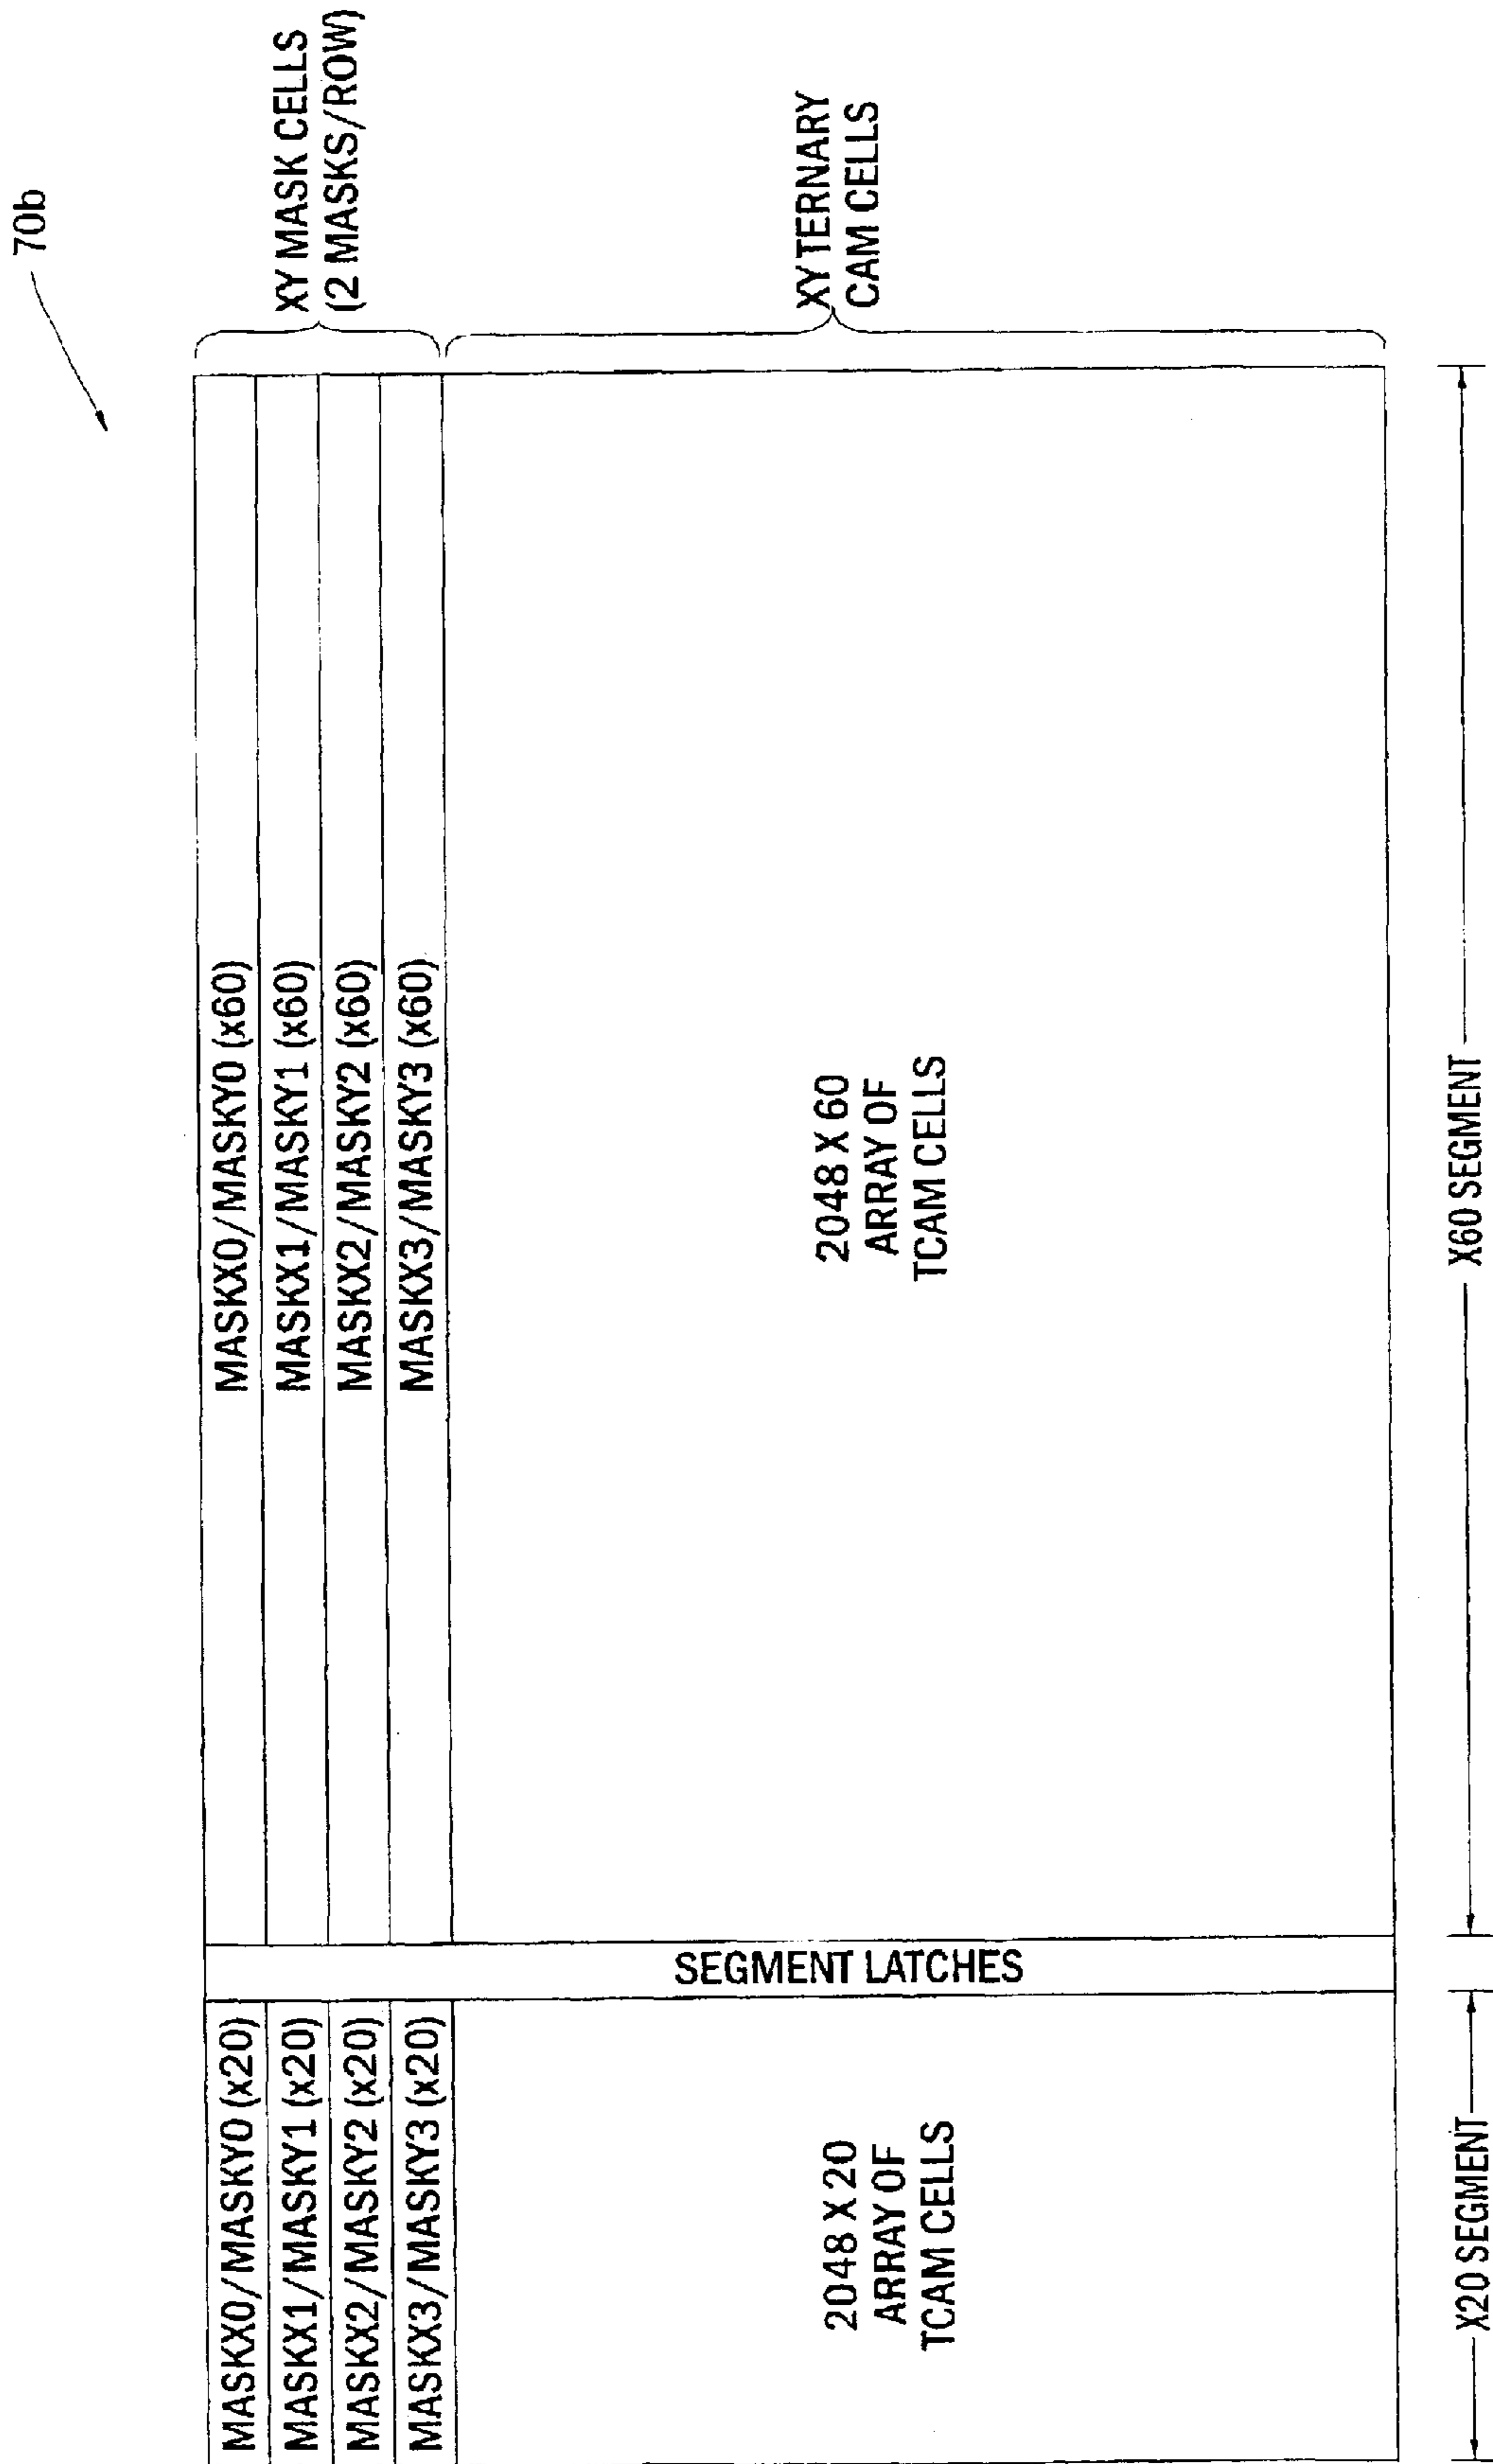 70b
MASKX0/MASKY0 (x20)
MASKX0/MASKY0 (x60)
MASKX1/MASKY1 (x20)
MASKX1/MASKY1 (x60)
MASKX2/MASKY2 (x20)
MASKX2/MASKY2 (x60)
MASKX3/MASKY3 (x20)
MASKX3/MASKY3 (x60)
XY MASK CELLS
(2 MASKS/ROW)
2048 X 20
ARRAY OF
TCAM CELLS
SEGMENT LATCHES
2048 X 60
ARRAY OF
TCAM CELLS
XY TERNARY
CAM CELLS
X20 SEGMENT
X60 SEGMENT